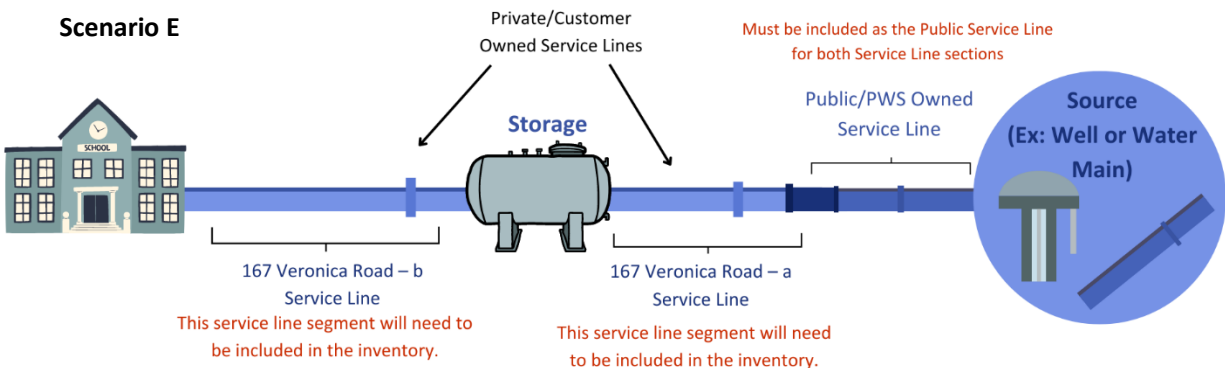 Scenario E
Private/Customer
Owned Service Lines
Must be included as the Public Service Line
for both Service Line sections
Public/PWS Owned
Service Line
Source
(Ex: Well or Water
Main)
Storage
SCHOOL
167 Veronica Road – b
Service Line
This service line segment will need to
be included in the inventory.
167 Veronica Road – a
Service Line
This service line segment will need
to be included in the inventory.